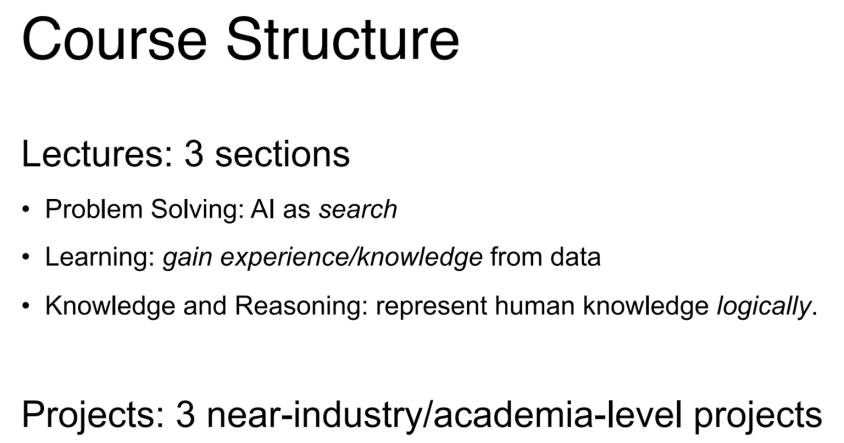 Course Structure
Lectures: 3 sections
• Problem Solving: AI as search
• Learning: gain experience/knowledge from data
• Knowledge and Reasoning: represent human knowledge logically.
Projects: 3 near-industry/academia-level projects